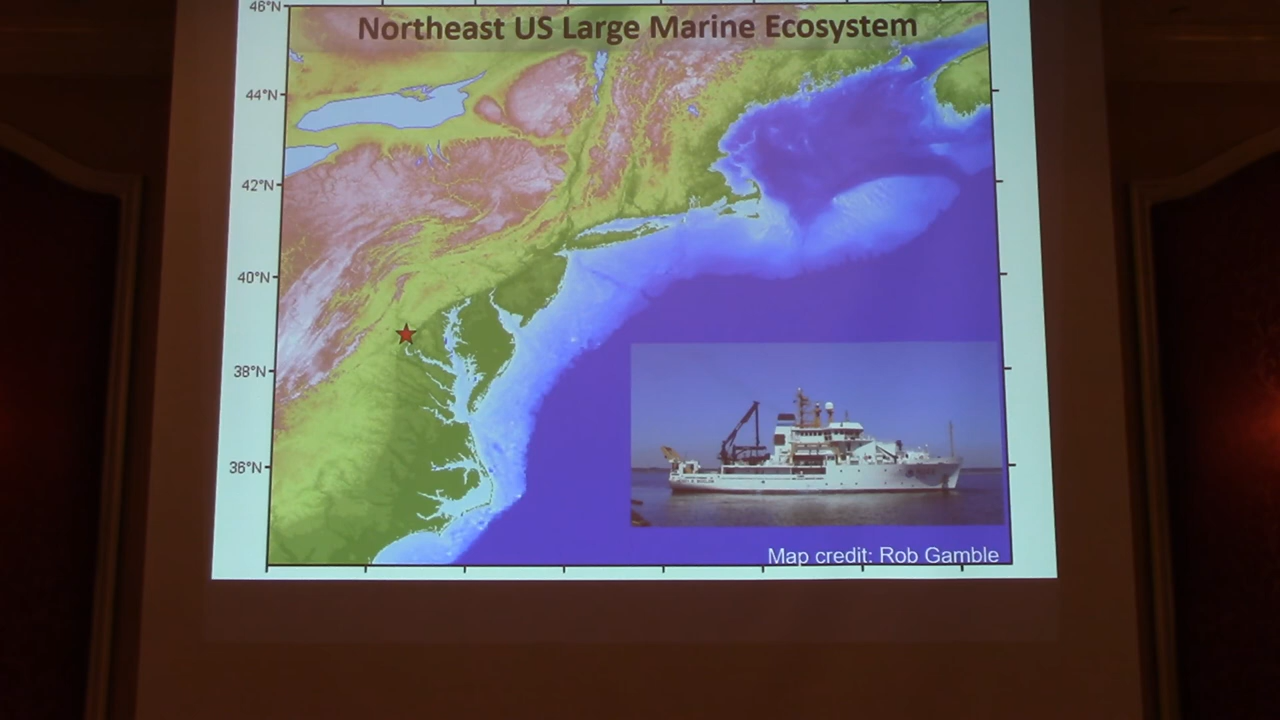 46°N
Northeast US Large Marine Ecosystem
44°N
42°N
40°N
38°N
36°N
Map credit: Rob Gamble